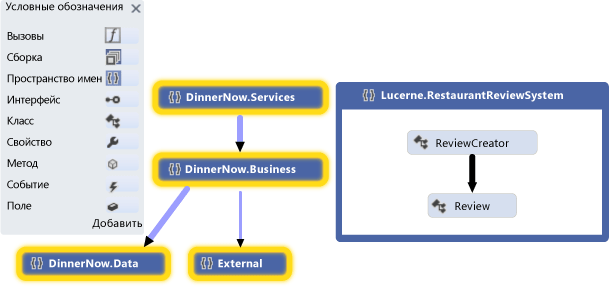 Условные обозначения
Вызовы
Сборка
Пространство имен
Интерфейс
Класс
Свойство
Метод
Событие
Поле
Добавить
DinnerNow.Services
DinnerNow.Business
DinnerNow.Data
External
Lucerne.RestaurantReviewSystem
ReviewCreator
Review